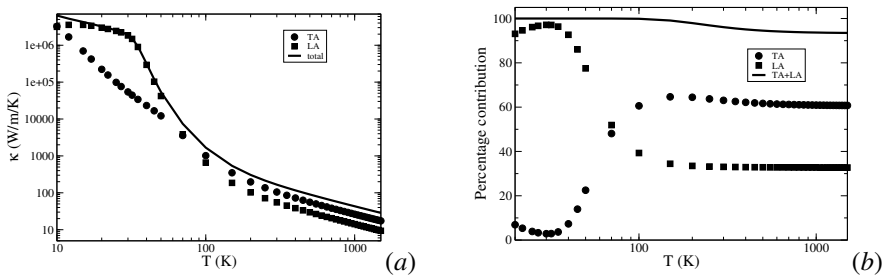 1e+06
1e+05
1000
100
10
κ (W/m/K)
10
100
1000
T (K)
TA
LA
total
(a)
100
80
60
40
20
0
Percentage contribution
100
1000
T (K)
TA
LA
TA+LA
(b)